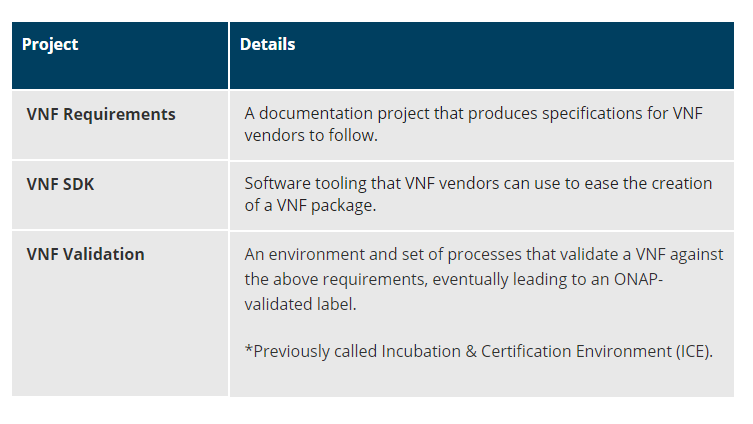 Project
Details
VNF Requirements
A documentation project that produces specifications for VNF
vendors to follow.
VNF SDK
Software tooling that VNF vendors can use to ease the creation
of a VNF package.
VNF Validation
An environment and set of processes that validate a VNF against
the above requirements, eventually leading to an ONAP-
validated label.
*Previously called Incubation & Certification Environment (ICE).